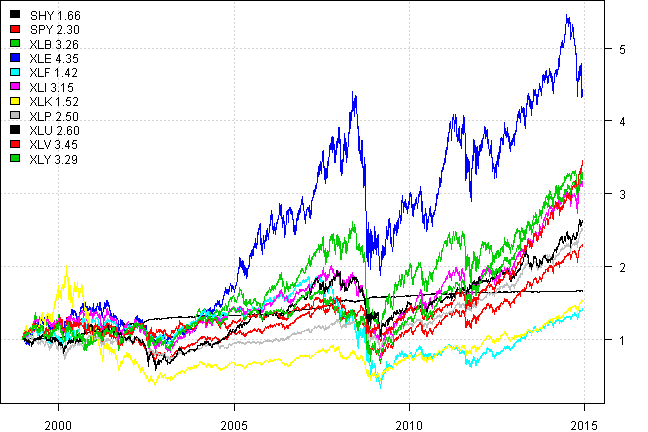 SHY 1.66
SPY 2.30
XLB 3.26
XLE 4.35
XLF 1.42
XLI 3.15
XLK 1.52
XLP 2.50
XLU 2.60
XLV 3.45
XLY 3.29
5
4
3
2
1
2000 2005 2010 2015